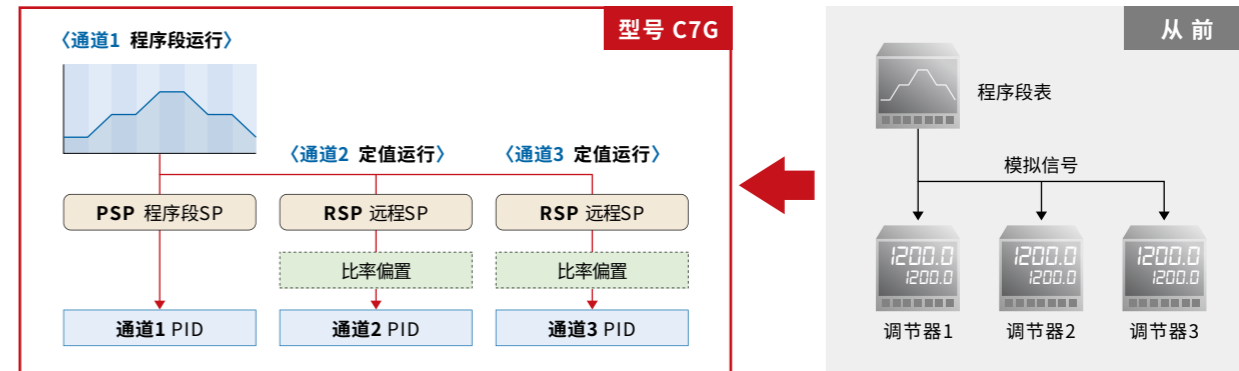 型号 C7G
〈通道1 程序段运行〉
〈通道2 定值运行〉
〈通道3 定值运行〉
PSP 程序段SP
RSP 远程SP
RSP 远程SP
比率偏置
比率偏置
通道1 PID
通道2 PID
通道3 PID
从前
程序段表
模拟信号
1200.0
1200.0
1200.0
1200.0
1200.0
1200.0
调节器1
调节器2
调节器3